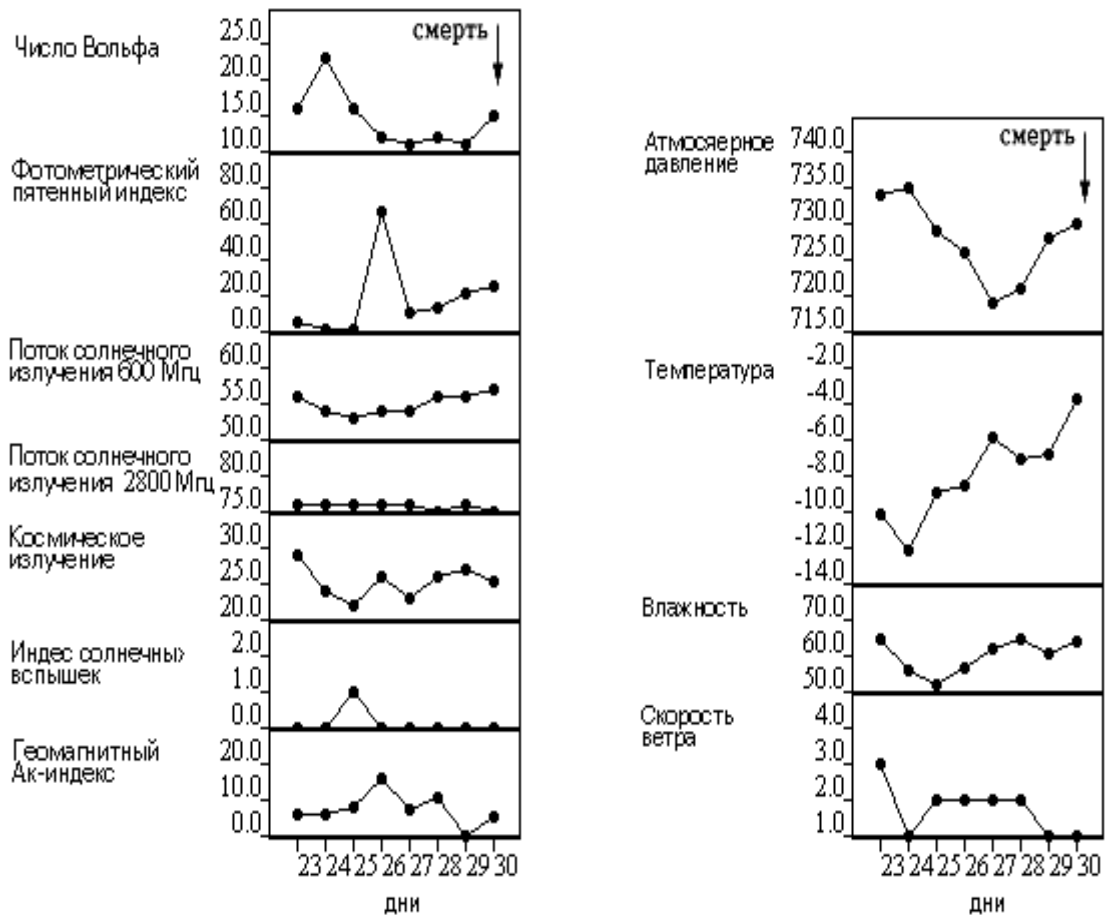 Число Вольфа
25.0
20.0
15.0
10.0
смерть
Фотометрический
пятенный индекс
80.0
60.0
40.0
20.0
0.0
Поток солнечного
излучения 600 Мгц
60.0
55.0
50.0
Поток солнечного
излучения 2800 Мгц
80.0
75.0
Космическое
излучение
30.0
25.0
20.0
Индес солнечных
вспышек
2.0
1.0
0.0
Геомагнитный
Ак-индекс
20.0
10.0
0.0
23 24 25 26 27 28 29 30
дни
Атмосяерное
давление
740.0
735.0
730.0
725.0
720.0
715.0
смерть
Температура
-2.0
-4.0
-6.0
-8.0
-10.0
-12.0
-14.0
Влажность
70.0
60.0
50.0
Скорость
ветра
4.0
3.0
2.0
1.0
23 24 25 26 27 28 29 30
дни